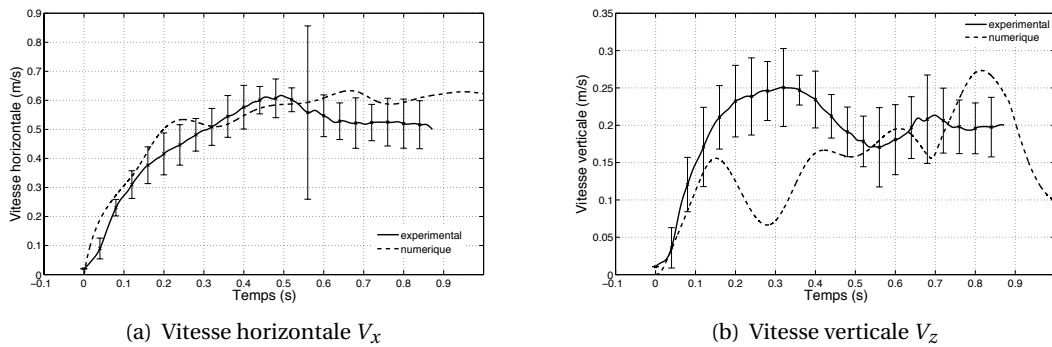 0.9
0.8
0.7
0.6
0.5
0.4
0.3
0.2
0.1
0
Vitesse horizontale (m/s)
experimental
numerique
−0.1 0 0.1 0.2 0.3 0.4 0.5 0.6 0.7 0.8 0.9
Temps (s)
(a) Vitesse horizontale Vx
0.35
0.3
0.25
0.2
0.15
0.1
0.05
0
Vitesse verticale (m/s)
experimental
numerique
−0.1 0 0.1 0.2 0.3 0.4 0.5 0.6 0.7 0.8 0.9
Temps (s)
(b) Vitesse verticale Vz